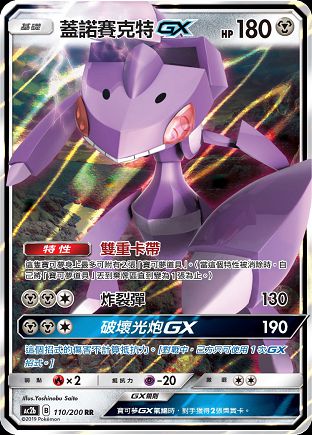 基礎 蓋諾賽克特GX HP 180
特性 雙重卡帶
這隻寶可夢身上最多可附有2張「寶可夢道具」。(當這個特性被消除時,自
己將「寶可夢道具」丟到棄牌區直到變為1張為止。)
炸裂彈 130
破壞光炮GX 190
這個招式的傷害不計算抵抗力。[對戰中,己方只可使用1次GX
招式。]
弱點 ×2 抵抗力 -20 撤退
GX規則
寶可夢GX氣絕時,對手獲得2張獎賞卡。
Illus.Yoshinobu Saito
AC2b B 110/200 RR
©2019 Pokémon